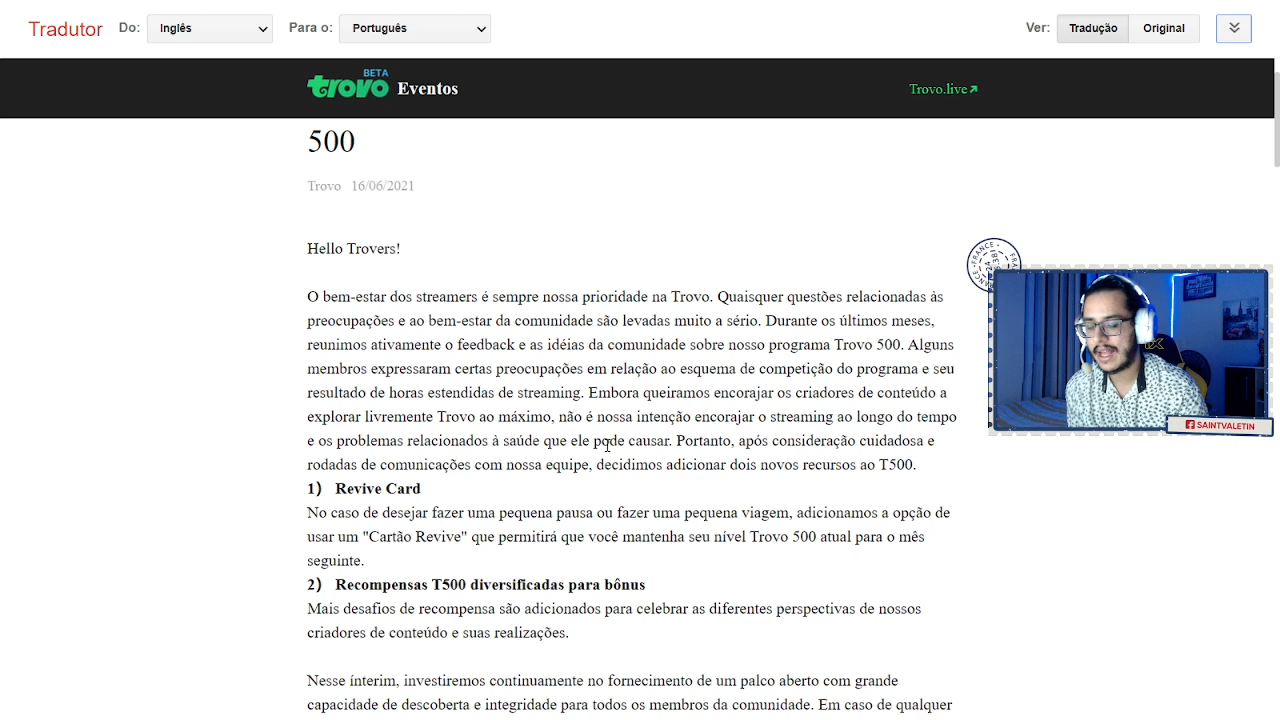 Tradutor Do: Inglês Para o: Português Ver: Tradução Original
trovo BETA Eventos Trovo.live
500
Trovo 16/06/2021
Hello Trovers!
O bem-estar dos streamers é sempre nossa prioridade na Trovo. Quaisquer questões relacionadas às
preocupações e ao bem-estar da comunidade são levadas muito a sério. Durante os últimos meses,
reunimos ativamente o feedback e as idéias da comunidade sobre nosso programa Trovo 500. Alguns
membros expressaram certas preocupações em relação ao esquema de competição do programa e seu
resultado de horas estendidas de streaming. Embora queiramos encorajar os criadores de conteúdo a
explorar livremente Trovo ao máximo, não é nossa intenção encorajar o streaming ao longo do tempo
e os problemas relacionados à saúde que ele pode causar. Portanto, após consideração cuidadosa e
rodadas de comunicações com nossa equipe, decidimos adicionar dois novos recursos ao T500.
1) Revive Card
No caso de desejar fazer uma pequena pausa ou fazer uma pequena viagem, adicionamos a opção de
usar um "Cartão Revive" que permitirá que você mantenha seu nível Trovo 500 atual para o mês
seguinte.
2) Recompensas T500 diversificadas para bônus
Mais desafios de recompensa são adicionados para celebrar as diferentes perspectivas de nossos
criadores de conteúdo e suas realizações.
Nesse ínterim, investiremos continuamente no fornecimento de um palco aberto com grande
capacidade de descoberta e integridade para todos os membros da comunidade. Em caso de qualquer
FRANCE
SAINTVALETIN